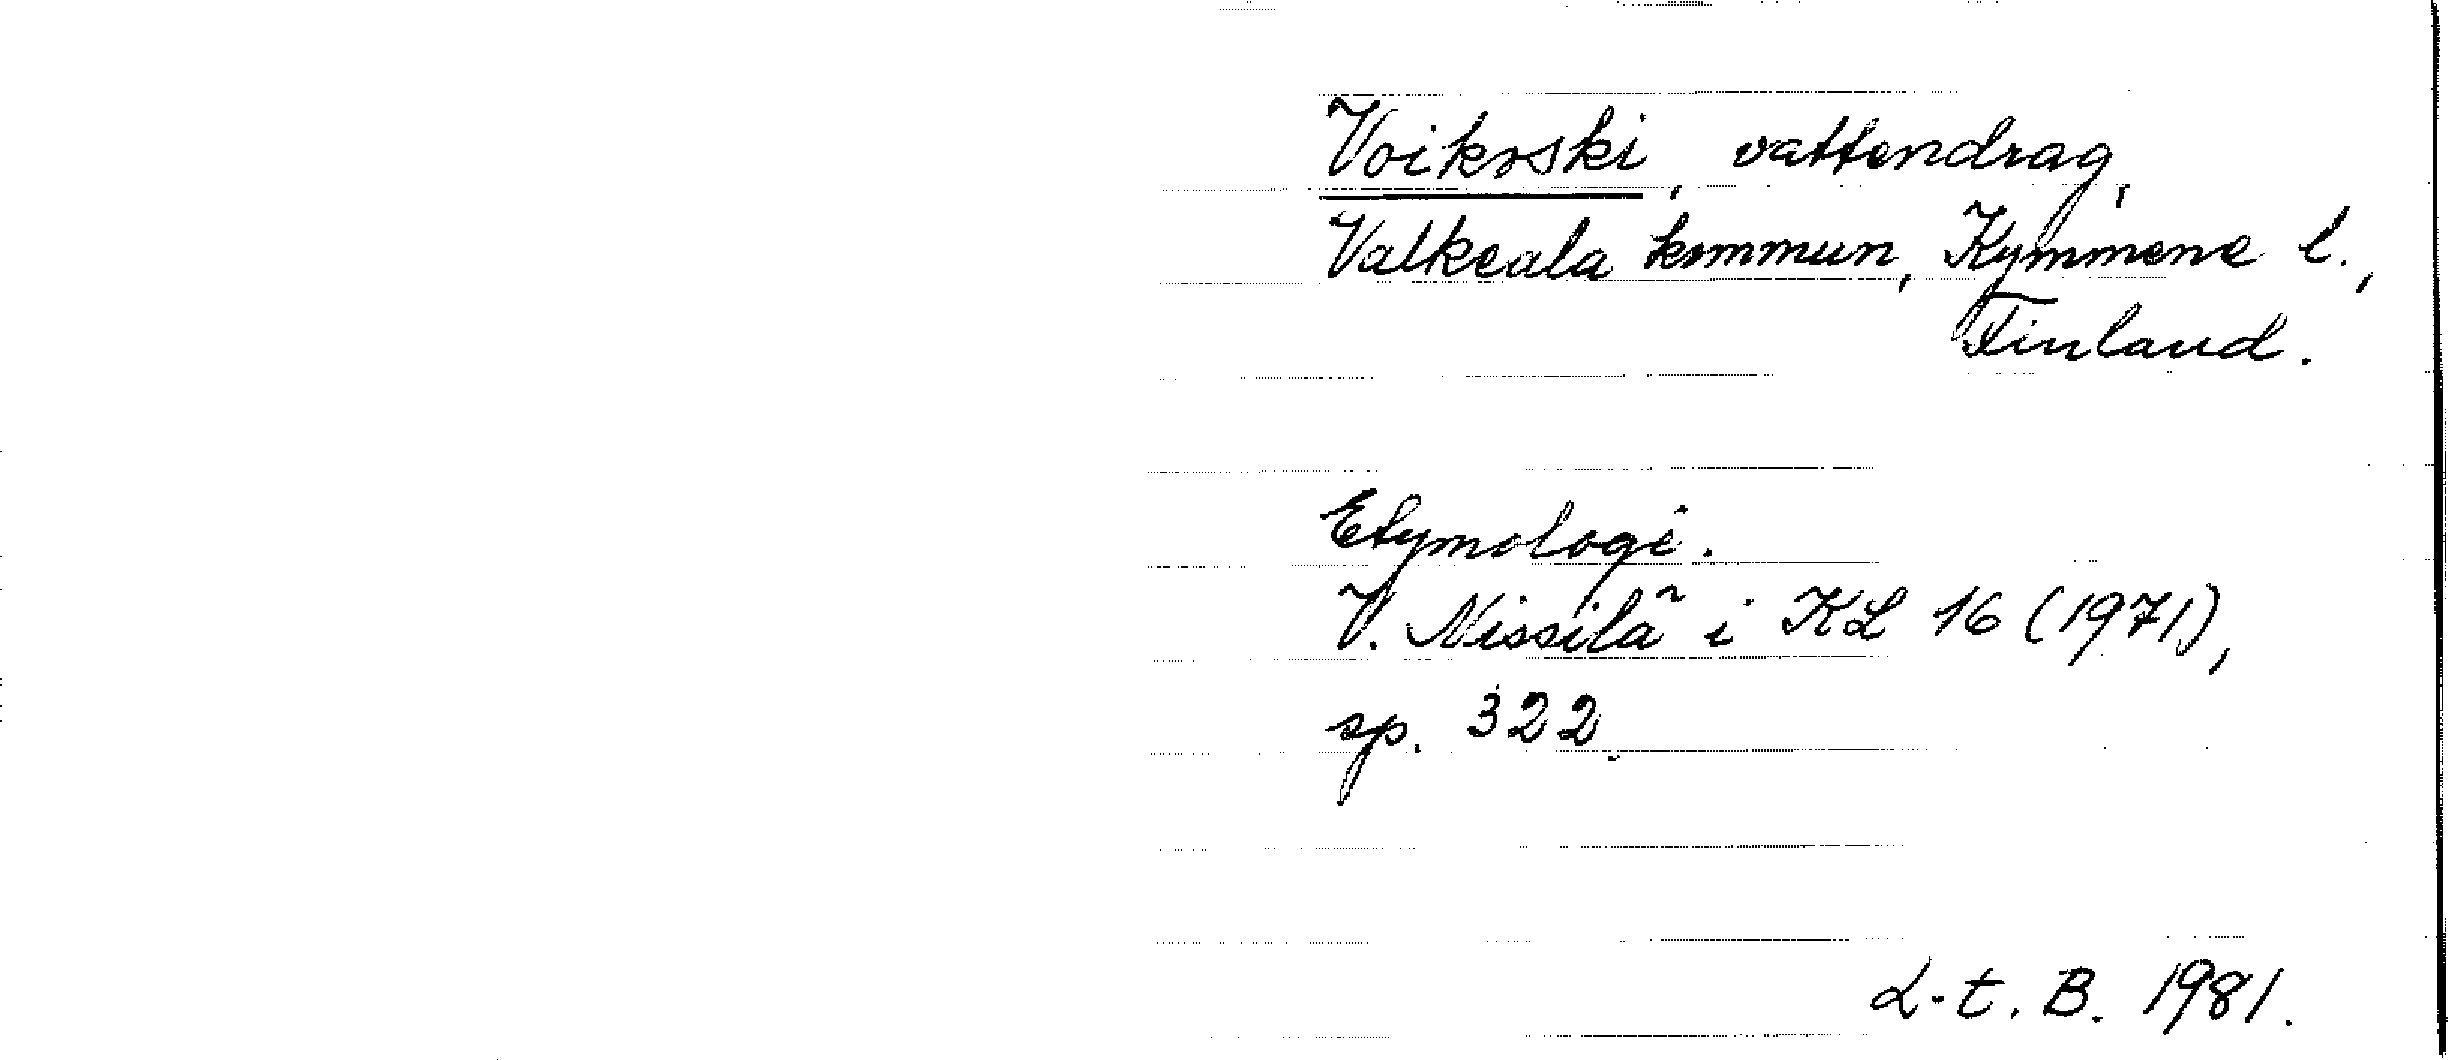 Voikoski, vattendrag,
Valkeala kommun, Kymmene l.,
Finland.
Etymologi.
V. Nissilä i KL 16 (1971),
sp. 322.
L-t. B. 1981.